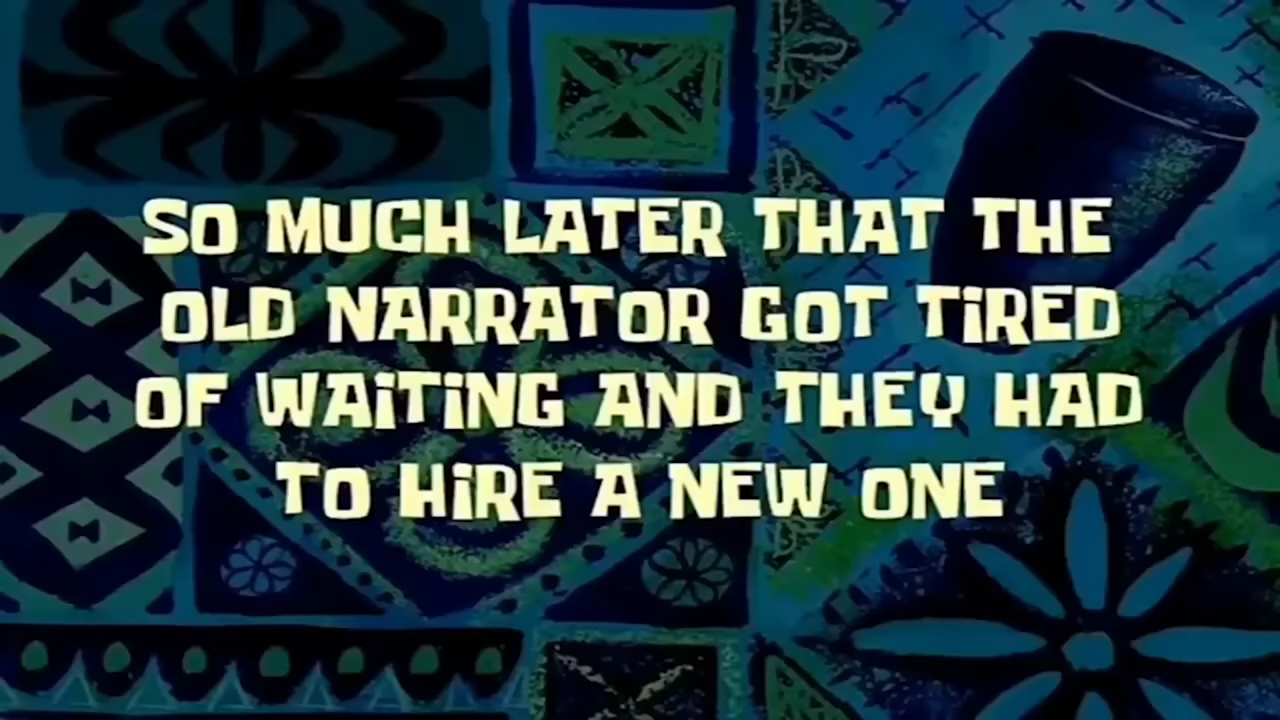 SO MUCH LATER THAT THE
OLD NARRATOR GOT TiRED
OF WAiTiNG AND THEY HAD
TO HiRE A NEW ONE